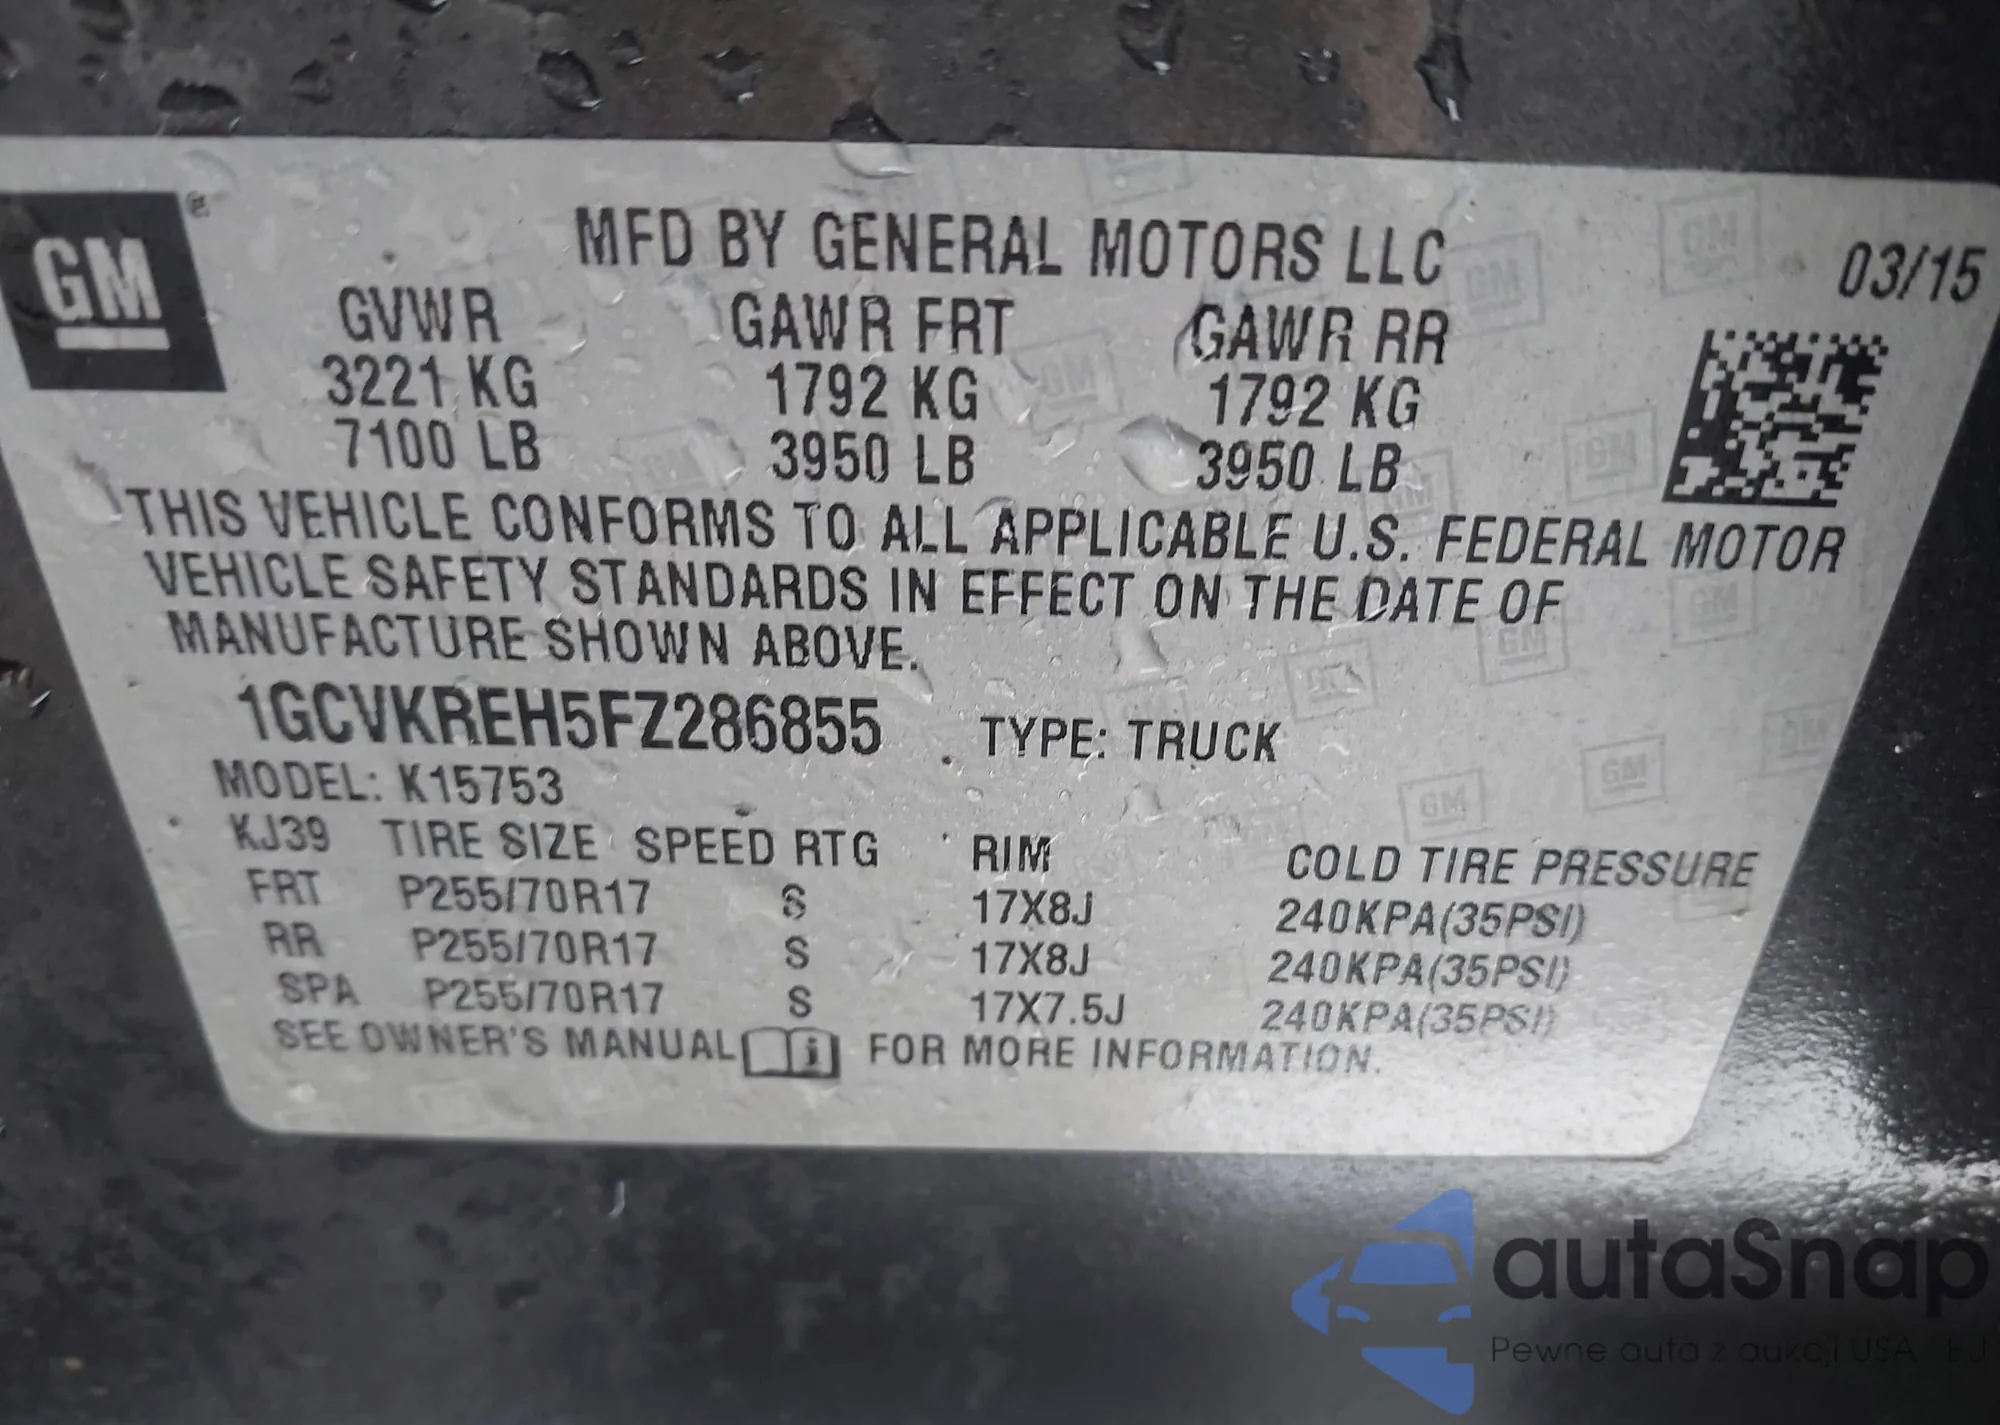 GM
MFD BY GENERAL MOTORS LLC
03/15
GVWR GAWR FRT GAWR RR
3221 KG 1792 KG 1792 KG
7100 LB 3950 LB 3950 LB
THIS VEHICLE CONFORMS TO ALL APPLICABLE U.S. FEDERAL MOTOR
VEHICLE SAFETY STANDARDS IN EFFECT ON THE DATE OF
MANUFACTURE SHOWN ABOVE.
1GCVKREH5FZ286855 TYPE: TRUCK
MODEL: K15753
KJ39 TIRE SIZE SPEED RTG RIM COLD TIRE PRESSURE
FRT P255/70R17 S 17X8J 240KPA(35PSI)
RR P255/70R17 S 17X8J 240KPA(35PSI)
SPA P255/70R17 S 17X7.5J 240KPA(35PSI)
SEE OWNER'S MANUAL i FOR MORE INFORMATION.
autaSnap
Pewne auta z aukcji USA